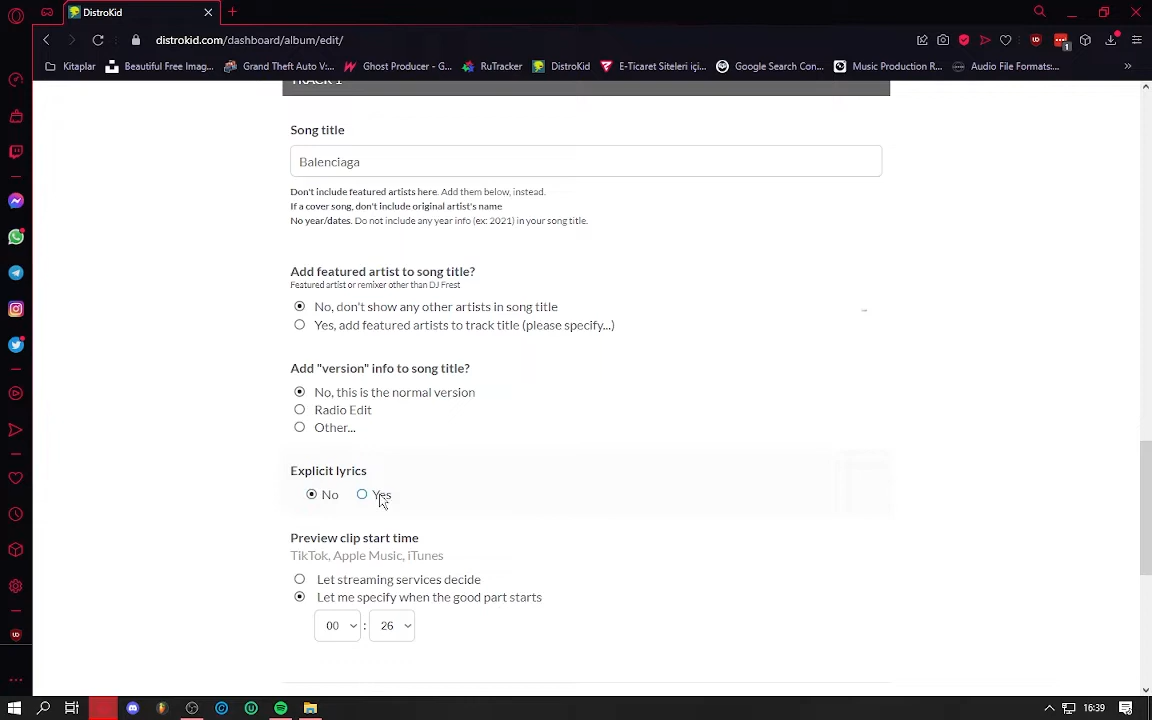 DistroKid
distrokid.com/dashboard/album/edit/
1
Kitaplar
Beautiful Free Imag...
Grand Theft Auto V:...
Ghost Producer - G...
RuTracker
DistroKid
E-Ticaret Siteleri içi...
Google Search Con...
Music Production R...
Audio File Formats:...
»
TRACK 1
Song title
Balenciaga
Don't include featured artists here. Add them below, instead.
If a cover song, don't include original artist's name
No year/dates. Do not include any year info (ex: 2021) in your song title.
Add featured artist to song title?
Featured artist or remixer other than DJ Frest
No, don't show any other artists in song title
Yes, add featured artists to track title (please specify...)
Add "version" info to song title?
No, this is the normal version
Radio Edit
Other...
Explicit lyrics
No Yes
Preview clip start time
TikTok, Apple Music, iTunes
Let streaming services decide
Let me specify when the good part starts
00 : 26
16:39